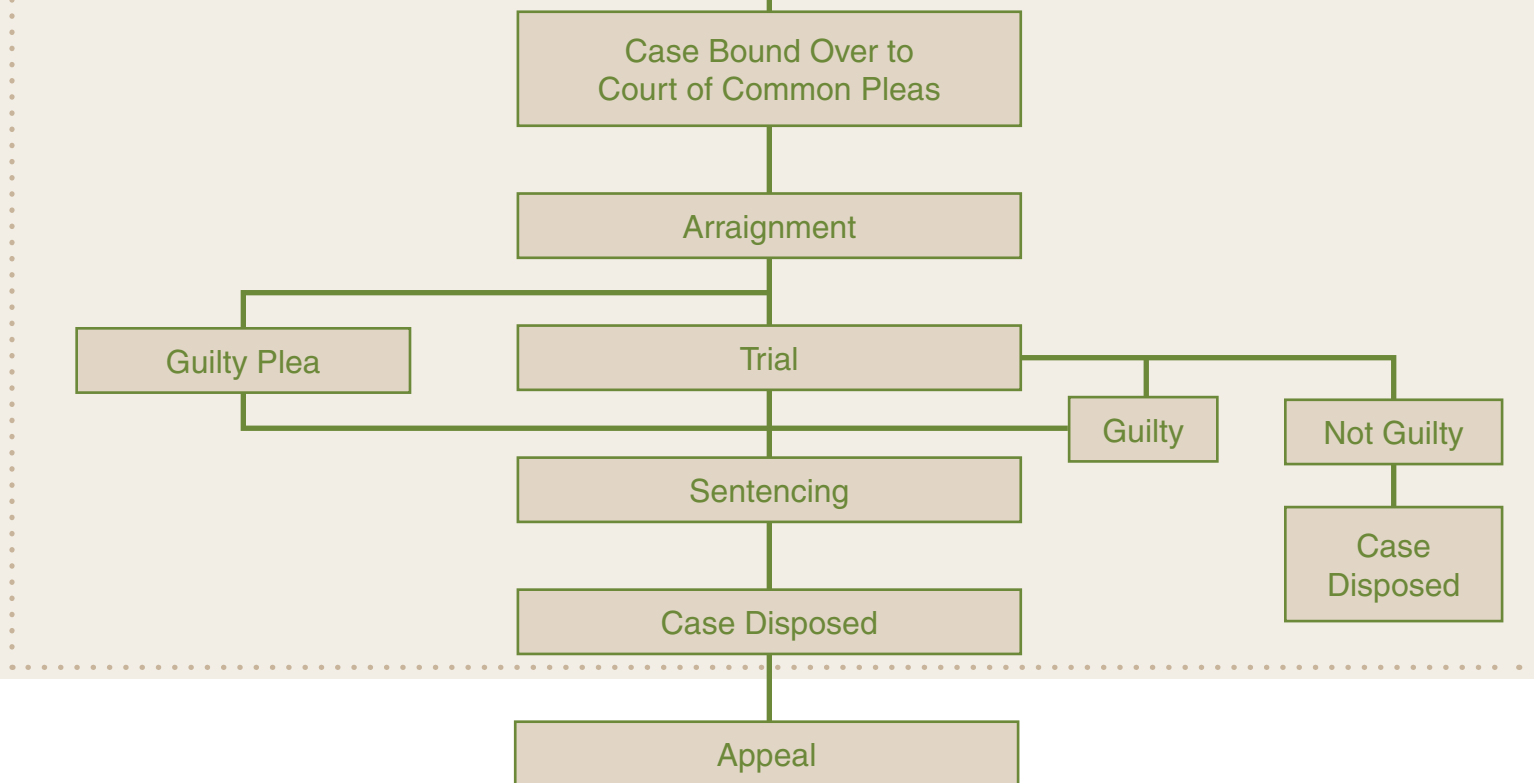 Case Bound Over to
Court of Common Pleas
Arraignment
Guilty Plea
Trial
Guilty
Not Guilty
Sentencing
Case
Disposed
Case Disposed
Appeal